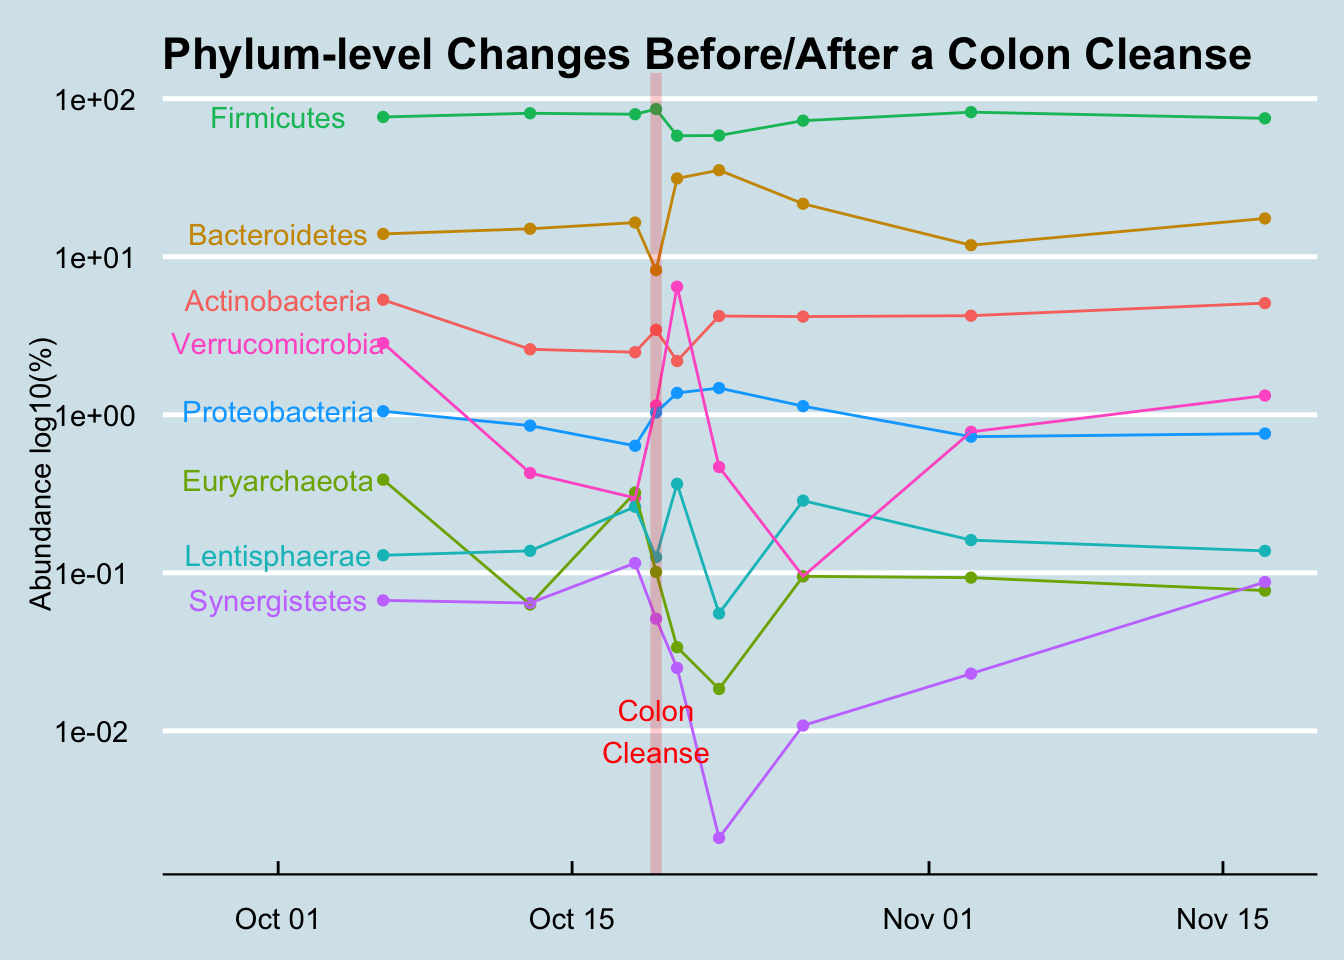 Phylum-level Changes Before/After a Colon Cleanse
Abundance log10(%)
1e+02
1e+01
1e+00
1e-01
1e-02
Firmicutes
Bacteroidetes
Actinobacteria
Verrucomicrobia
Proteobacteria
Euryarchaeota
Lentisphaerae
Synergistetes
Colon
Cleanse
Oct 01
Oct 15
Nov 01
Nov 15